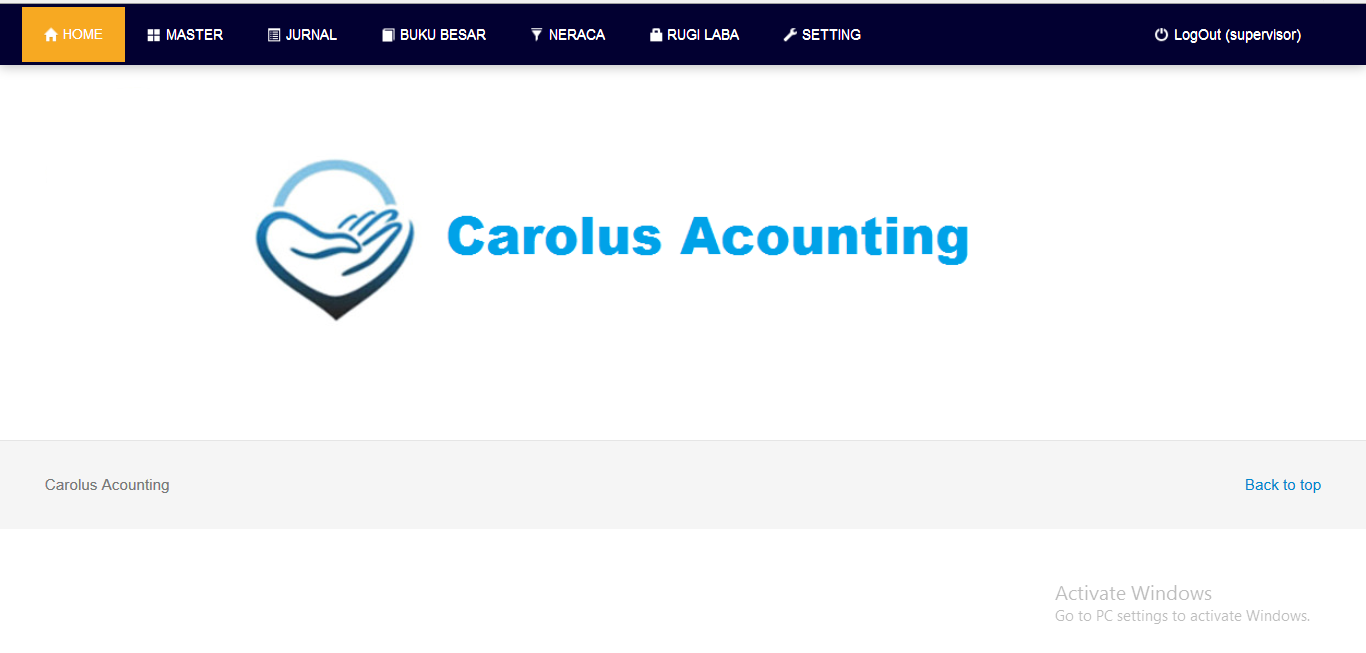 HOME MASTER JURNAL BUKU BESAR NERACA RUGI LABA SETTING LogOut (supervisor)
Carolus Acounting
Carolus Acounting Back to top
Activate Windows
Go to PC settings to activate Windows.